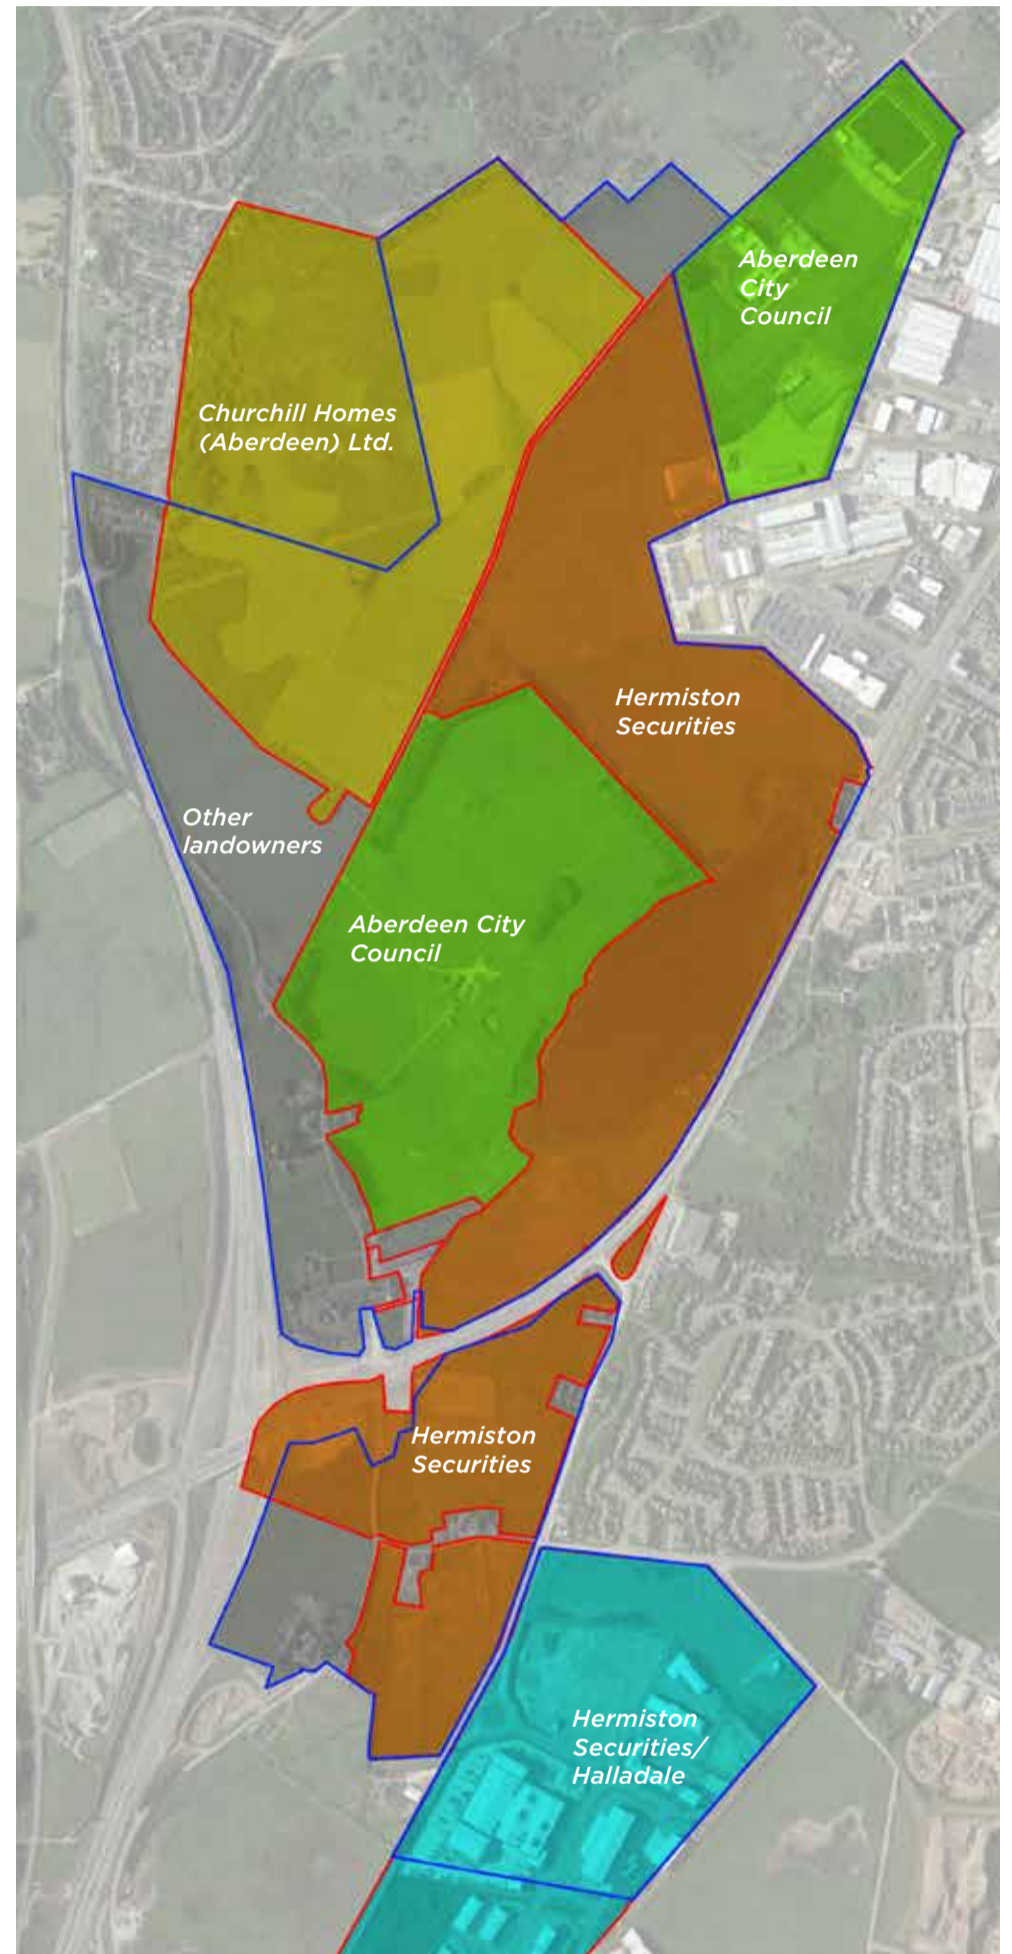 Aberdeen
City
Council
Churchill Homes
(Aberdeen) Ltd.
Hermiston
Securities
Other
landowners
Aberdeen City
Council
Hermiston
Securities
Hermiston
Securities/
Halladale